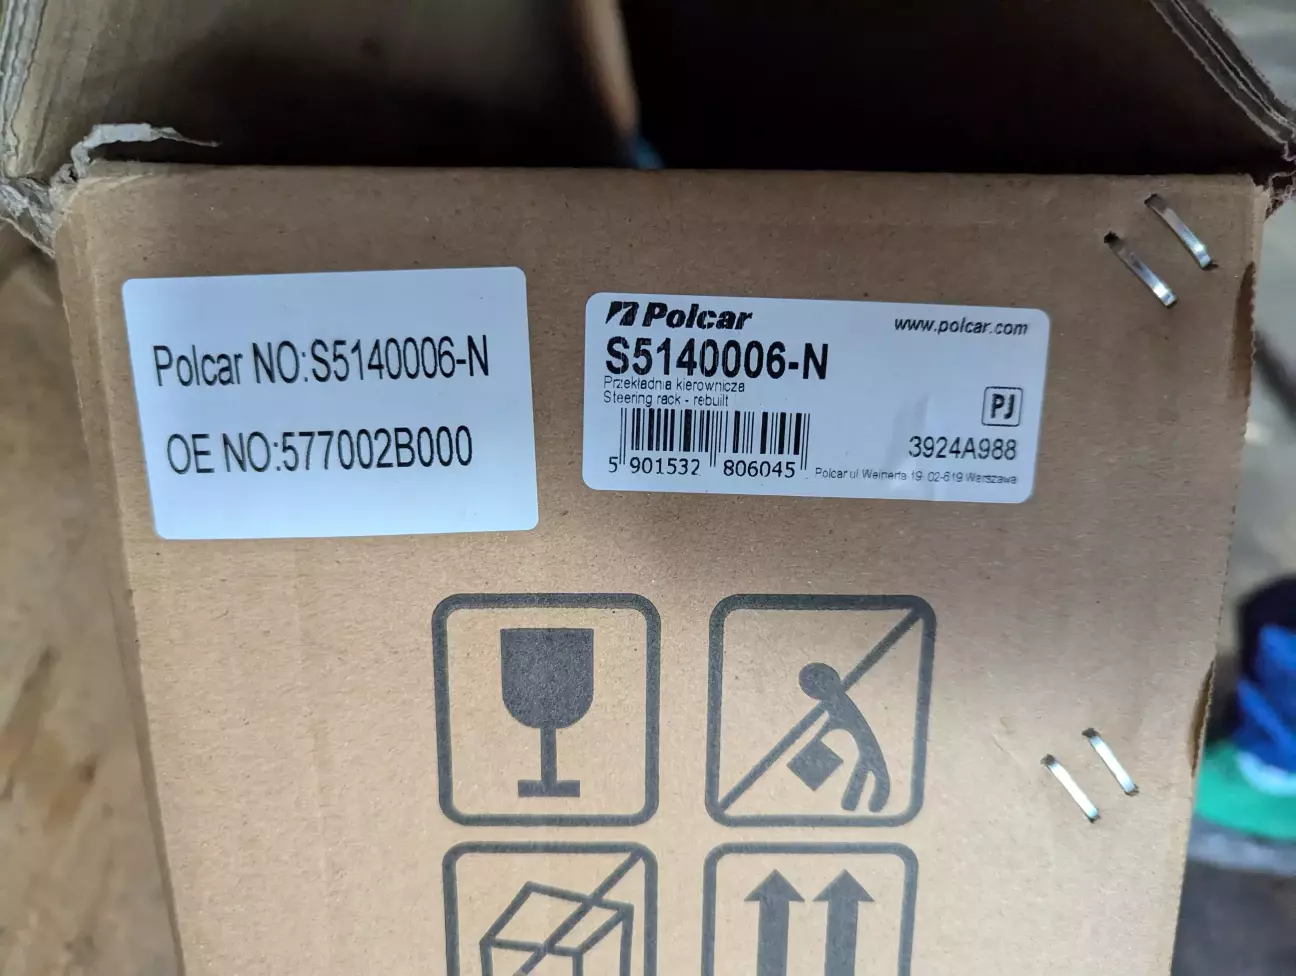 Polcar NO:S5140006-N
OE NO:577002B000
Polcar
www.polcar.com
S5140006-N
Przekładnia kierownicza
Steering rack - rebuilt
PJ
3924A988
5 901532 806045
Polcar ul. Weinerta 19, 02-619 Warszawa